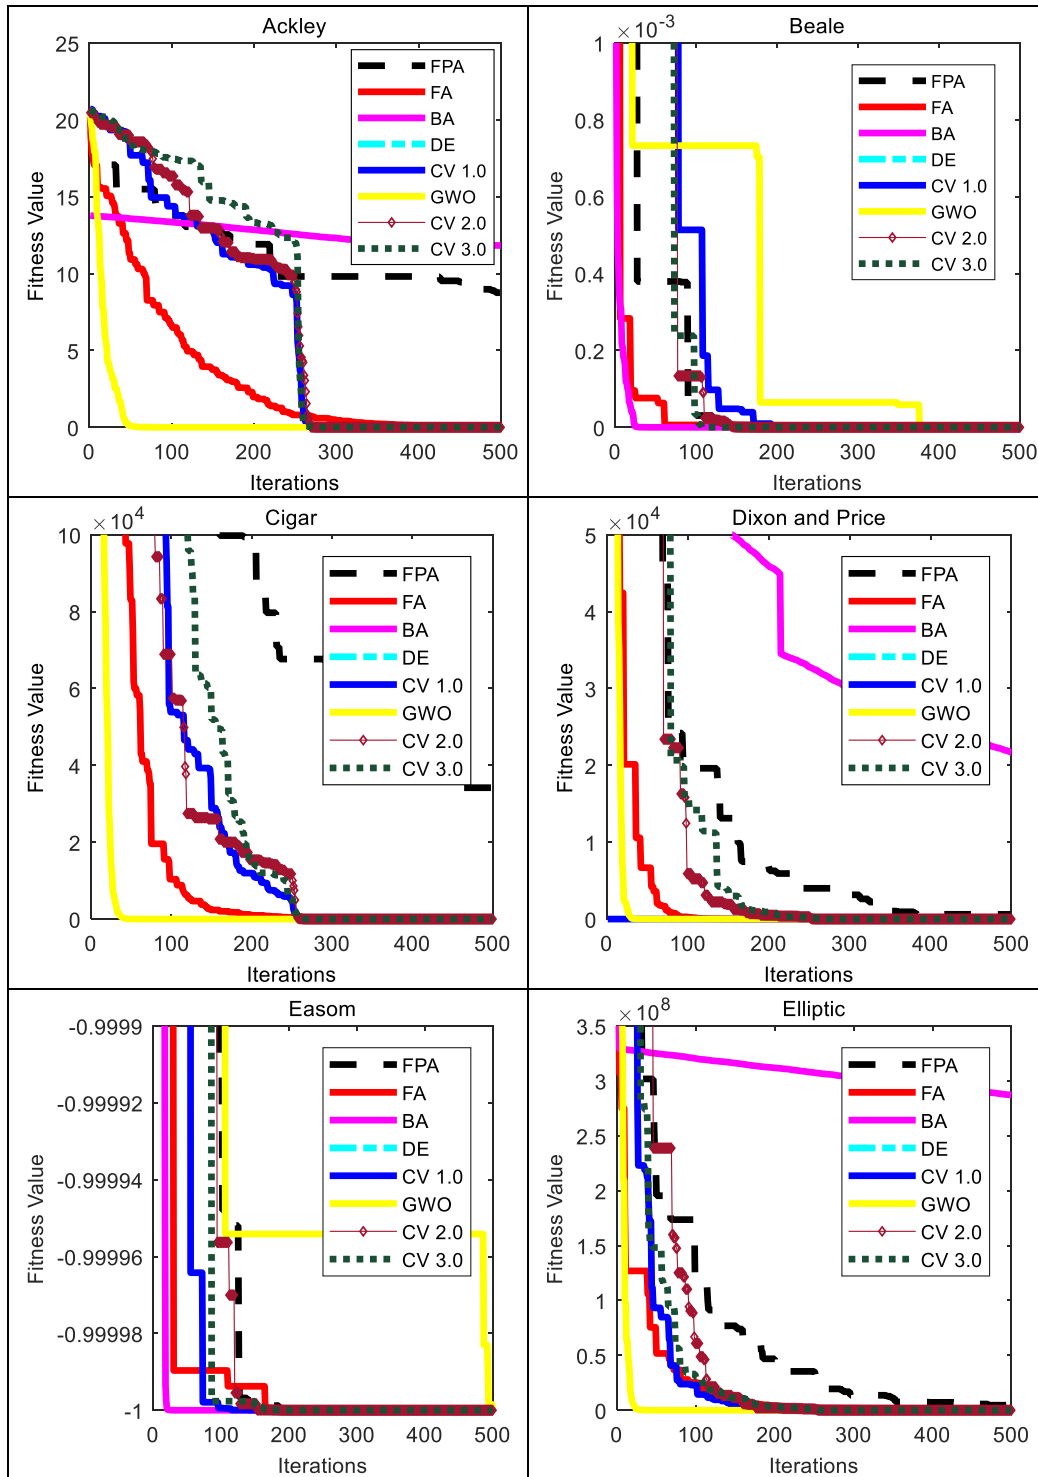 Ackley
25
20
15
10
5
0
0 100 200 300 400 500
Fitness Value
Iterations
FPA
FA
BA
DE
CV 1.0
GWO
CV 2.0
CV 3.0
Beale
×10^-3
1
0.8
0.6
0.4
0.2
0
0 100 200 300 400 500
Fitness Value
Iterations
FPA
FA
BA
DE
CV 1.0
GWO
CV 2.0
CV 3.0
Cigar
×10^4
10
8
6
4
2
0
0 100 200 300 400 500
Fitness Value
Iterations
FPA
FA
BA
DE
CV 1.0
GWO
CV 2.0
CV 3.0
Dixon and Price
×10^4
5
4
3
2
1
0
0 100 200 300 400 500
Fitness Value
Iterations
FPA
FA
BA
DE
CV 1.0
GWO
CV 2.0
CV 3.0
Easom
-0.9999
-0.99992
-0.99994
-0.99996
-0.99998
-1
0 100 200 300 400 500
Fitness Value
Iterations
FPA
FA
BA
DE
CV 1.0
GWO
CV 2.0
CV 3.0
Elliptic
×10^8
3.5
3
2.5
2
1.5
1
0.5
0
0 100 200 300 400 500
Fitness Value
Iterations
FPA
FA
BA
DE
CV 1.0
GWO
CV 2.0
CV 3.0